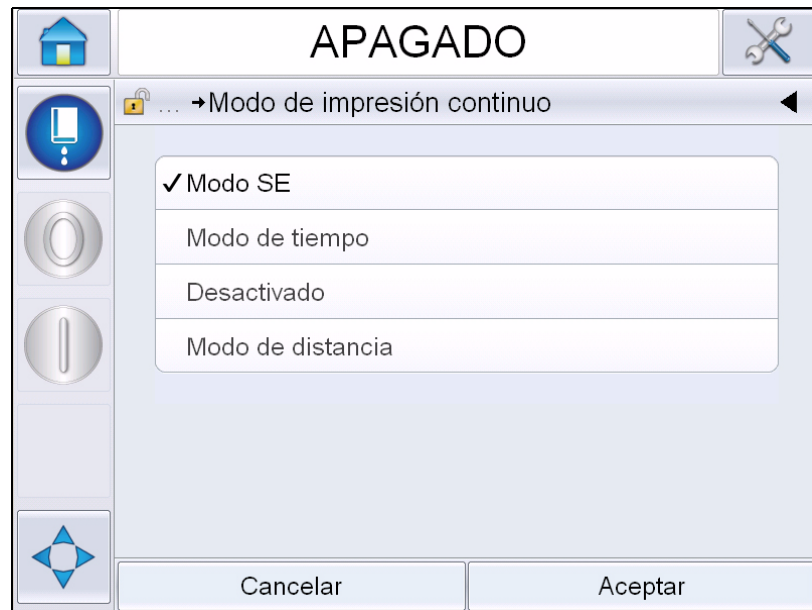 APAGADO
... →Modo de impresión continuo
✓Modo SE
Modo de tiempo
Desactivado
Modo de distancia
Cancelar
Aceptar